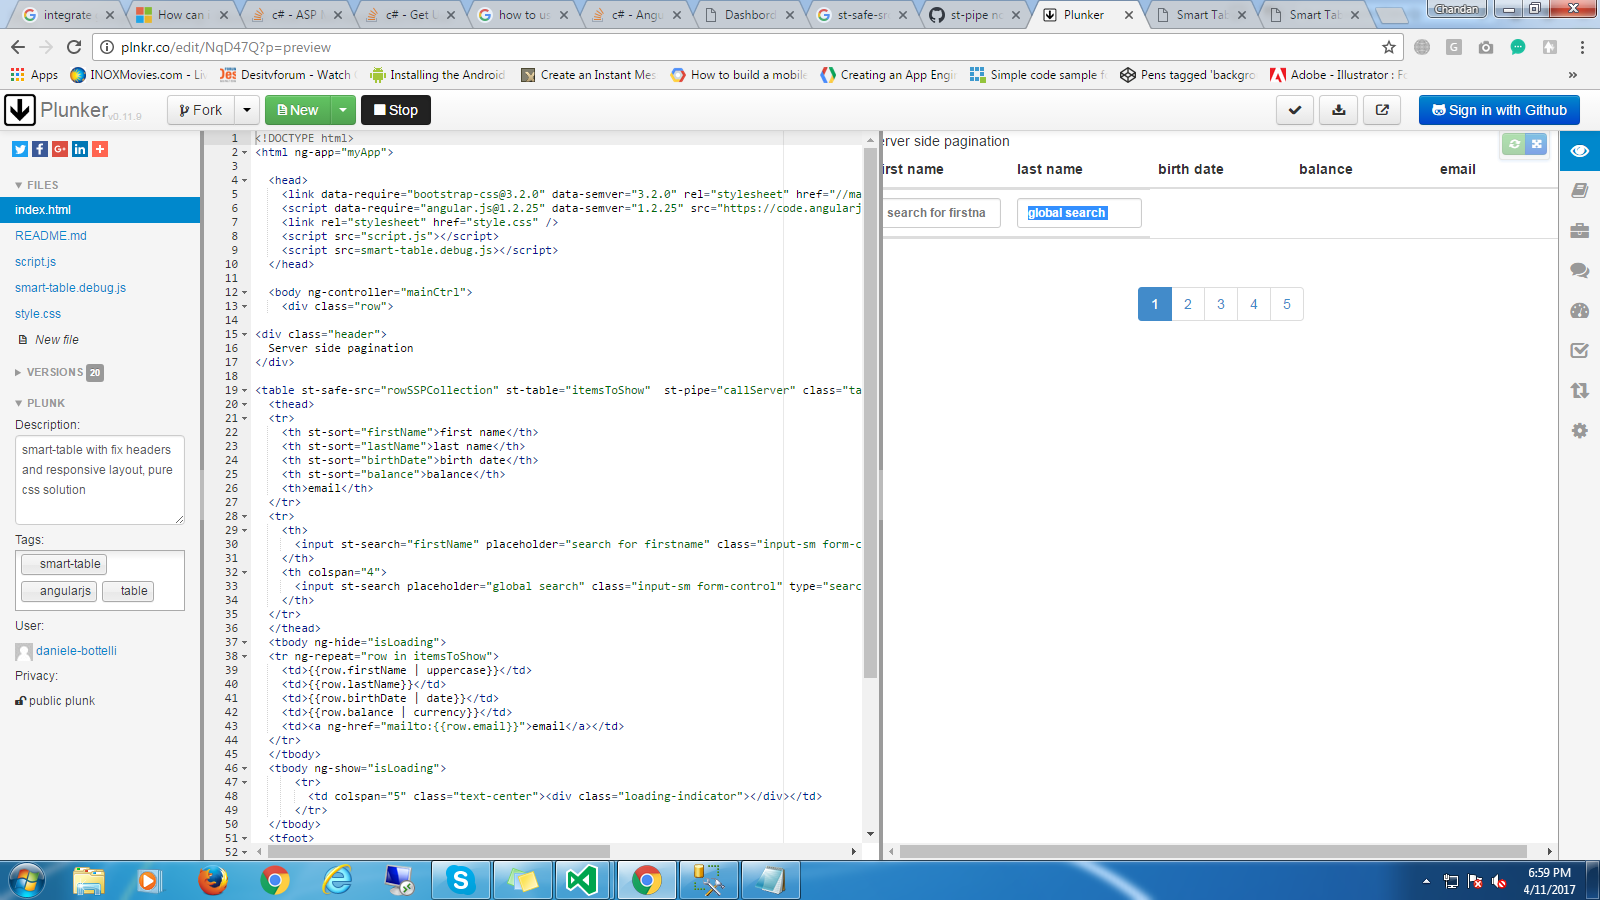 integrate
How can i
c# - ASP N
c# - Get U
how to us
c# - Angu
Dashbord
st-safe-src
st-pipe no
Plunker
Smart Tab
Smart Tab
Chandan
plnkr.co/edit/NqD47Q?p=preview
Apps
INOXMovies.com - Liv
Desitvforum - Watch
Installing the Android
Create an Instant Mes
How to build a mobile
Creating an App Engi
Simple code sample f
Pens tagged 'backgro
Adobe - Illustrator : Fo
»
Plunker v0.11.9
Fork
New
Stop
Sign in with Github
FILES
index.html
README.md
script.js
smart-table.debug.js
style.css
New file
VERSIONS 20
PLUNK
Description:
smart-table with fix headers
and responsive layout, pure
css solution
Tags:
smart-table
angularjs
table
User:
daniele-bottelli
Privacy:
public plunk
1 <!DOCTYPE html>
2 <html ng-app="myApp">
3
4 <head>
5 <link data-require="bootstrap-css@3.2.0" data-semver="3.2.0" rel="stylesheet" href="//ma
6 <script data-require="angular.js@1.2.25" data-semver="1.2.25" src="https://code.angularj
7 <link rel="stylesheet" href="style.css" />
8 <script src="script.js"></script>
9 <script src=smart-table.debug.js></script>
10 </head>
11
12 <body ng-controller="mainCtrl">
13 <div class="row">
14
15 <div class="header">
16 Server side pagination
17 </div>
18
19 <table st-safe-src="rowSSPCollection" st-table="itemsToShow"  st-pipe="callServer" class="ta
20 <thead>
21 <tr>
22 <th st-sort="firstName">first name</th>
23 <th st-sort="lastName">last name</th>
24 <th st-sort="birthDate">birth date</th>
25 <th st-sort="balance">balance</th>
26 <th>email</th>
27 </tr>
28 <tr>
29 <th>
30 <input st-search="firstName" placeholder="search for firstname" class="input-sm form-c
31 </th>
32 <th colspan="4">
33 <input st-search placeholder="global search" class="input-sm form-control" type="searc
34 </th>
35 </tr>
36 </thead>
37 <tbody ng-hide="isLoading">
38 <tr ng-repeat="row in itemsToShow">
39 <td>{{row.firstName | uppercase}}</td>
40 <td>{{row.lastName}}</td>
41 <td>{{row.birthDate | date}}</td>
42 <td>{{row.balance | currency}}</td>
43 <td><a ng-href="mailto:{{row.email}}">email</a></td>
44 </tr>
45 </tbody>
46 <tbody ng-show="isLoading">
47 <tr>
48 <td colspan="5" class="text-center"><div class="loading-indicator"></div></td>
49 </tr>
50 </tbody>
51 <tfoot>
52
erver side pagination
irst name last name birth date balance email
search for firstna global search
1 2 3 4 5
6:59 PM
4/11/2017